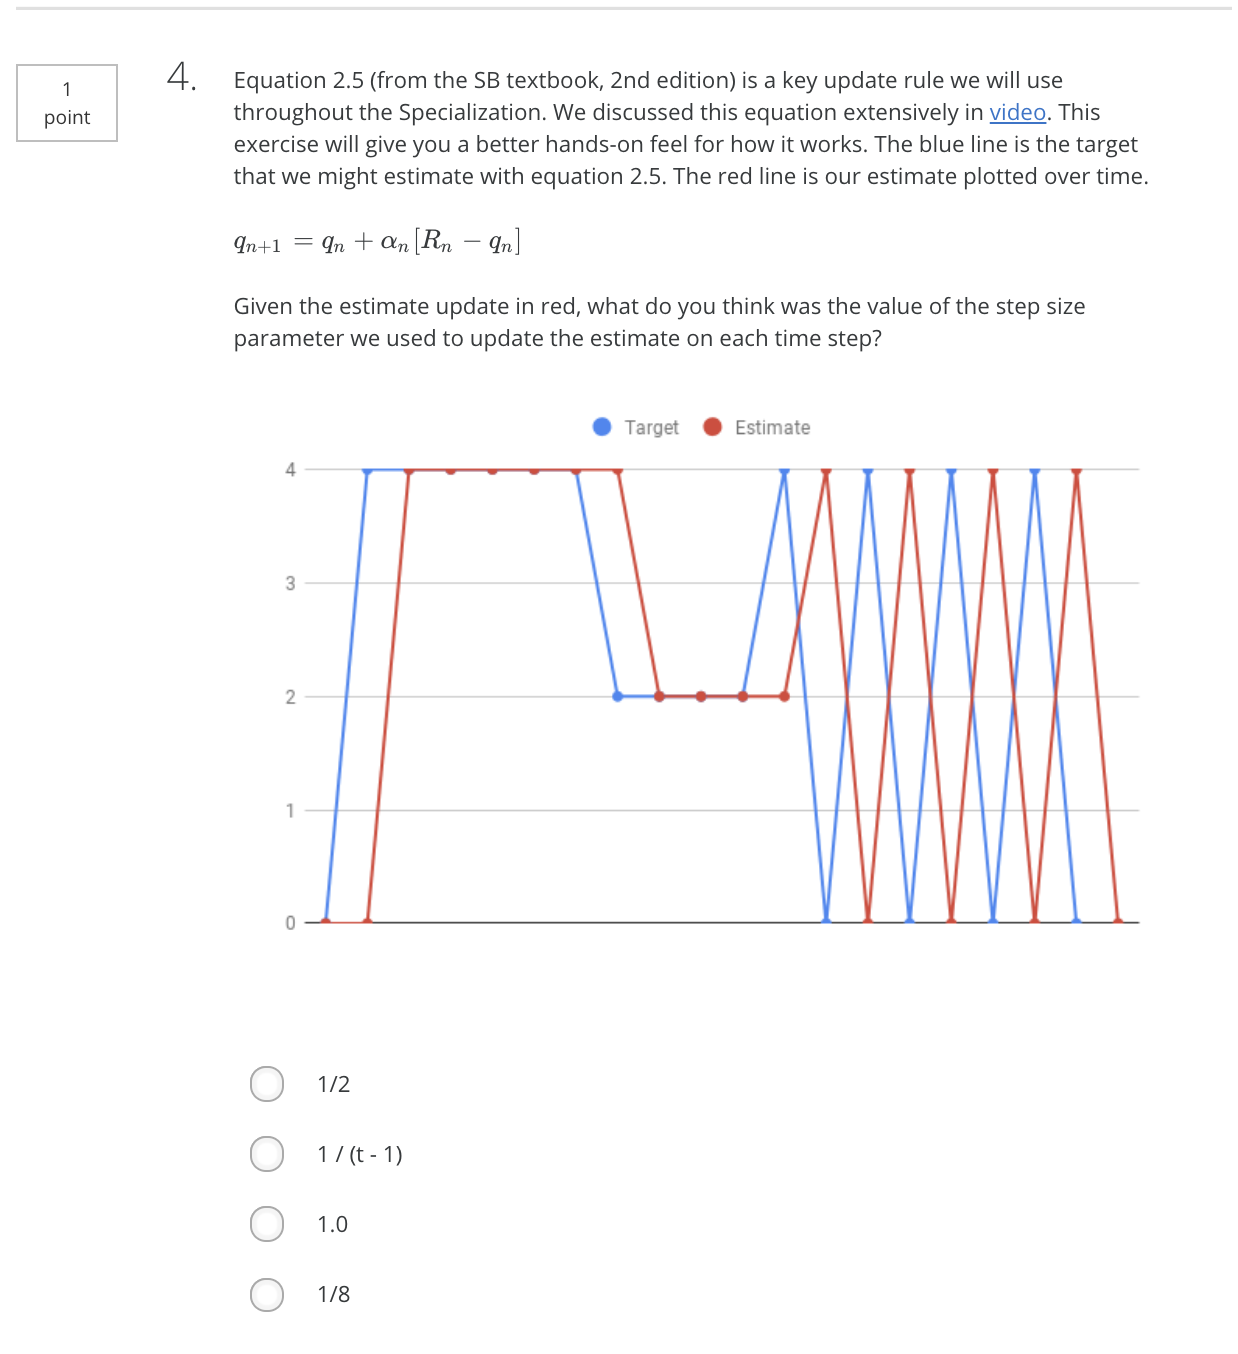 1
point
4.
Equation 2.5 (from the SB textbook, 2nd edition) is a key update rule we will use
throughout the Specialization. We discussed this equation extensively in video. This
exercise will give you a better hands-on feel for how it works. The blue line is the target
that we might estimate with equation 2.5. The red line is our estimate plotted over time.
qₙ₊₁ = qₙ + αₙ[Rₙ − qₙ]
Given the estimate update in red, what do you think was the value of the step size
parameter we used to update the estimate on each time step?
Target Estimate
4
3
2
1
0
1/2
1 / (t - 1)
1.0
1/8